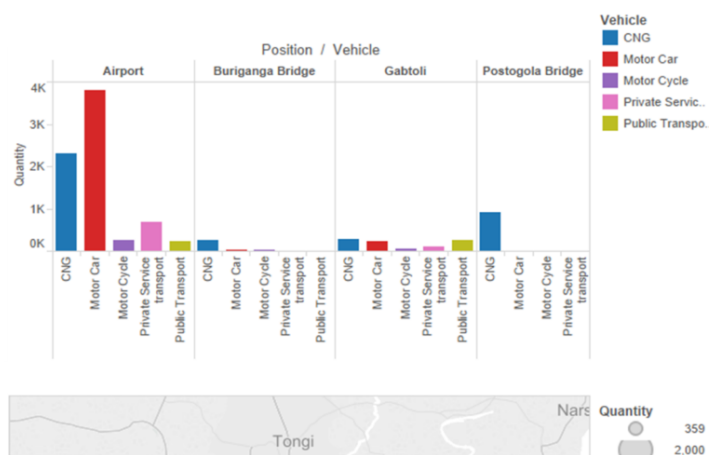 Vehicle
CNG
Motor Car
Motor Cycle
Private Servic..
Public Transpo.
Position / Vehicle
Airport
Buriganga Bridge
Gabtoli
Postogola Bridge
Quantity
4K
3K
2K
1K
0K
CNG
Motor Car
Motor Cycle
Private Service
transport
Public Transport
CNG
Motor Car
Motor Cycle
Private Service
transport
Public Transport
CNG
Motor Car
Motor Cycle
Private Service
transport
Public Transport
CNG
Motor Car
Motor Cycle
Private Service
transport
Nars
Tongi
Quantity
359
2,000